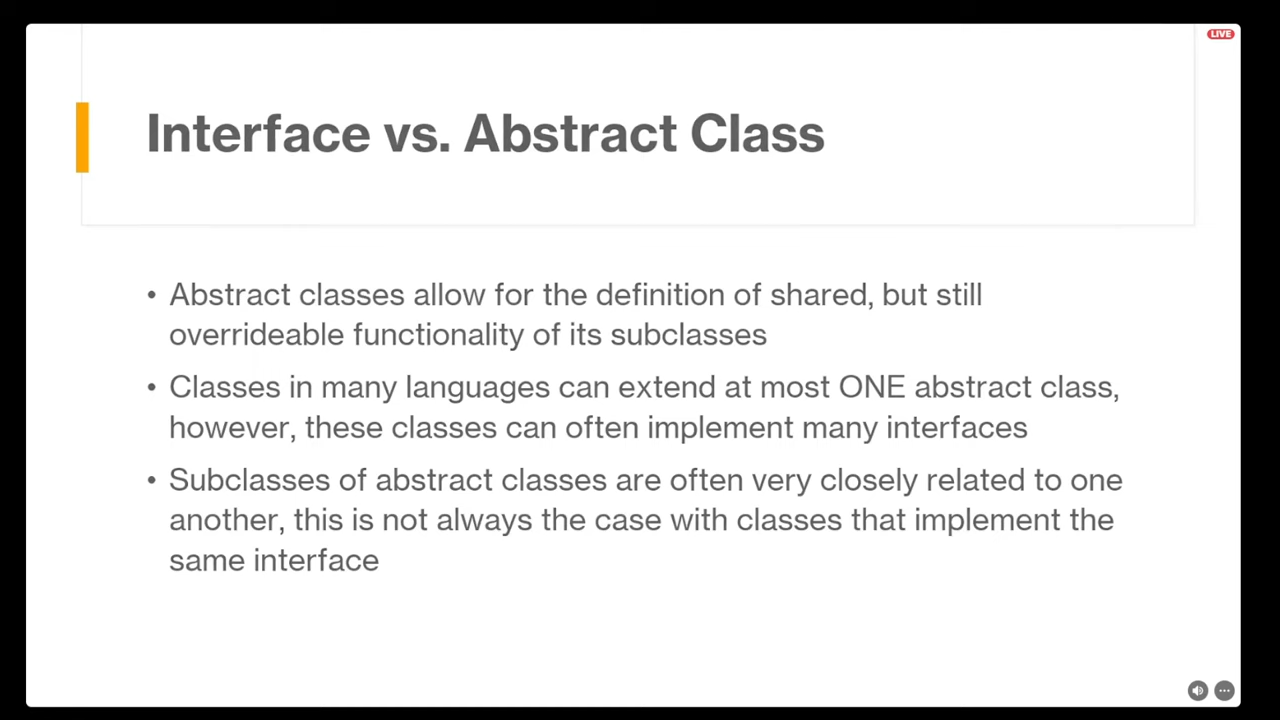 LIVE
Interface vs. Abstract Class
• Abstract classes allow for the definition of shared, but still
overrideable functionality of its subclasses
• Classes in many languages can extend at most ONE abstract class,
however, these classes can often implement many interfaces
• Subclasses of abstract classes are often very closely related to one
another, this is not always the case with classes that implement the
same interface